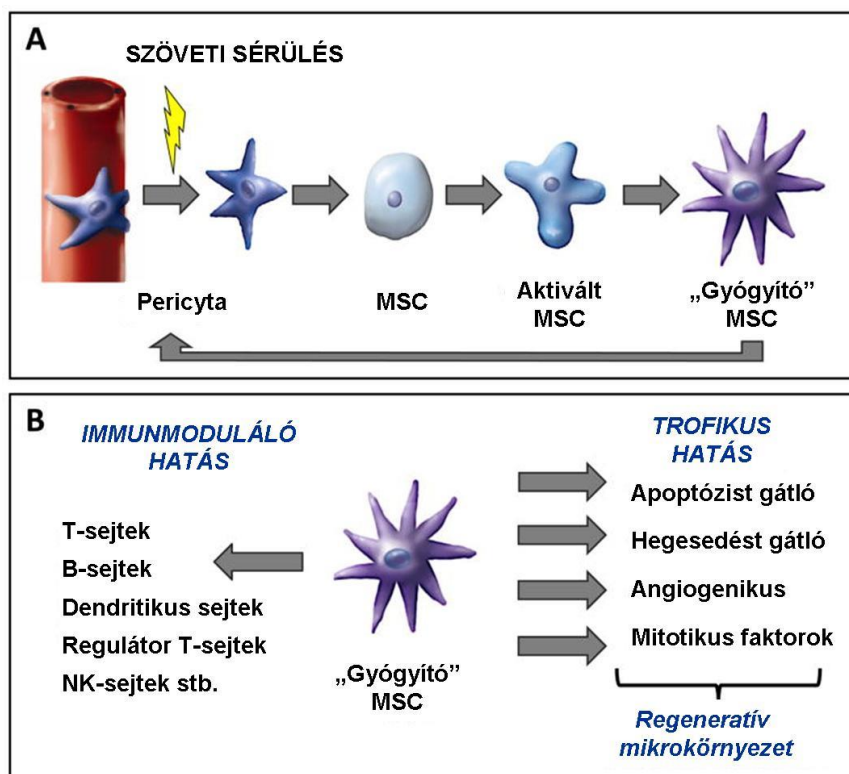 A
SZÖVETI SÉRÜLÉS
Pericyta
MSC
Aktivált
MSC
„Gyógyító”
MSC
B
IMMUNMODULÁLÓ
HATÁS
T-sejtek
B-sejtek
Dendritikus sejtek
Regulátor T-sejtek
NK-sejtek stb.
„Gyógyító”
MSC
TROFIKUS
HATÁS
Apoptózist gátló
Hegesedést gátló
Angiogenikus
Mitotikus faktorok
Regeneratív
mikrokörnyezet